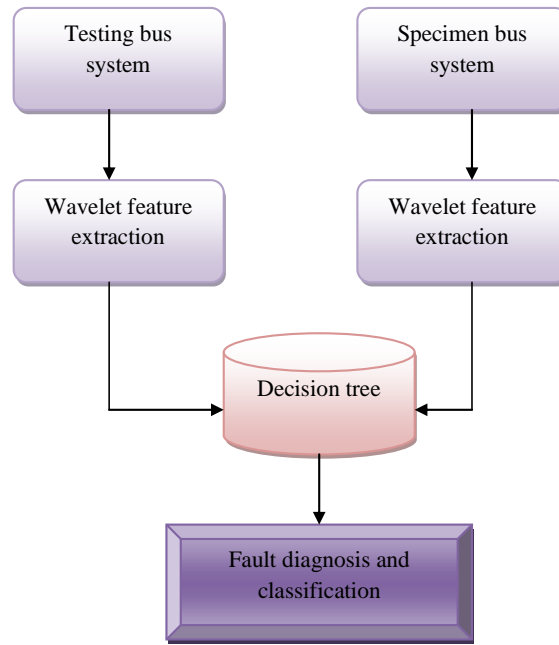 Testing bus
system
Specimen bus
system
Wavelet feature
extraction
Wavelet feature
extraction
Decision tree
Fault diagnosis and
classification